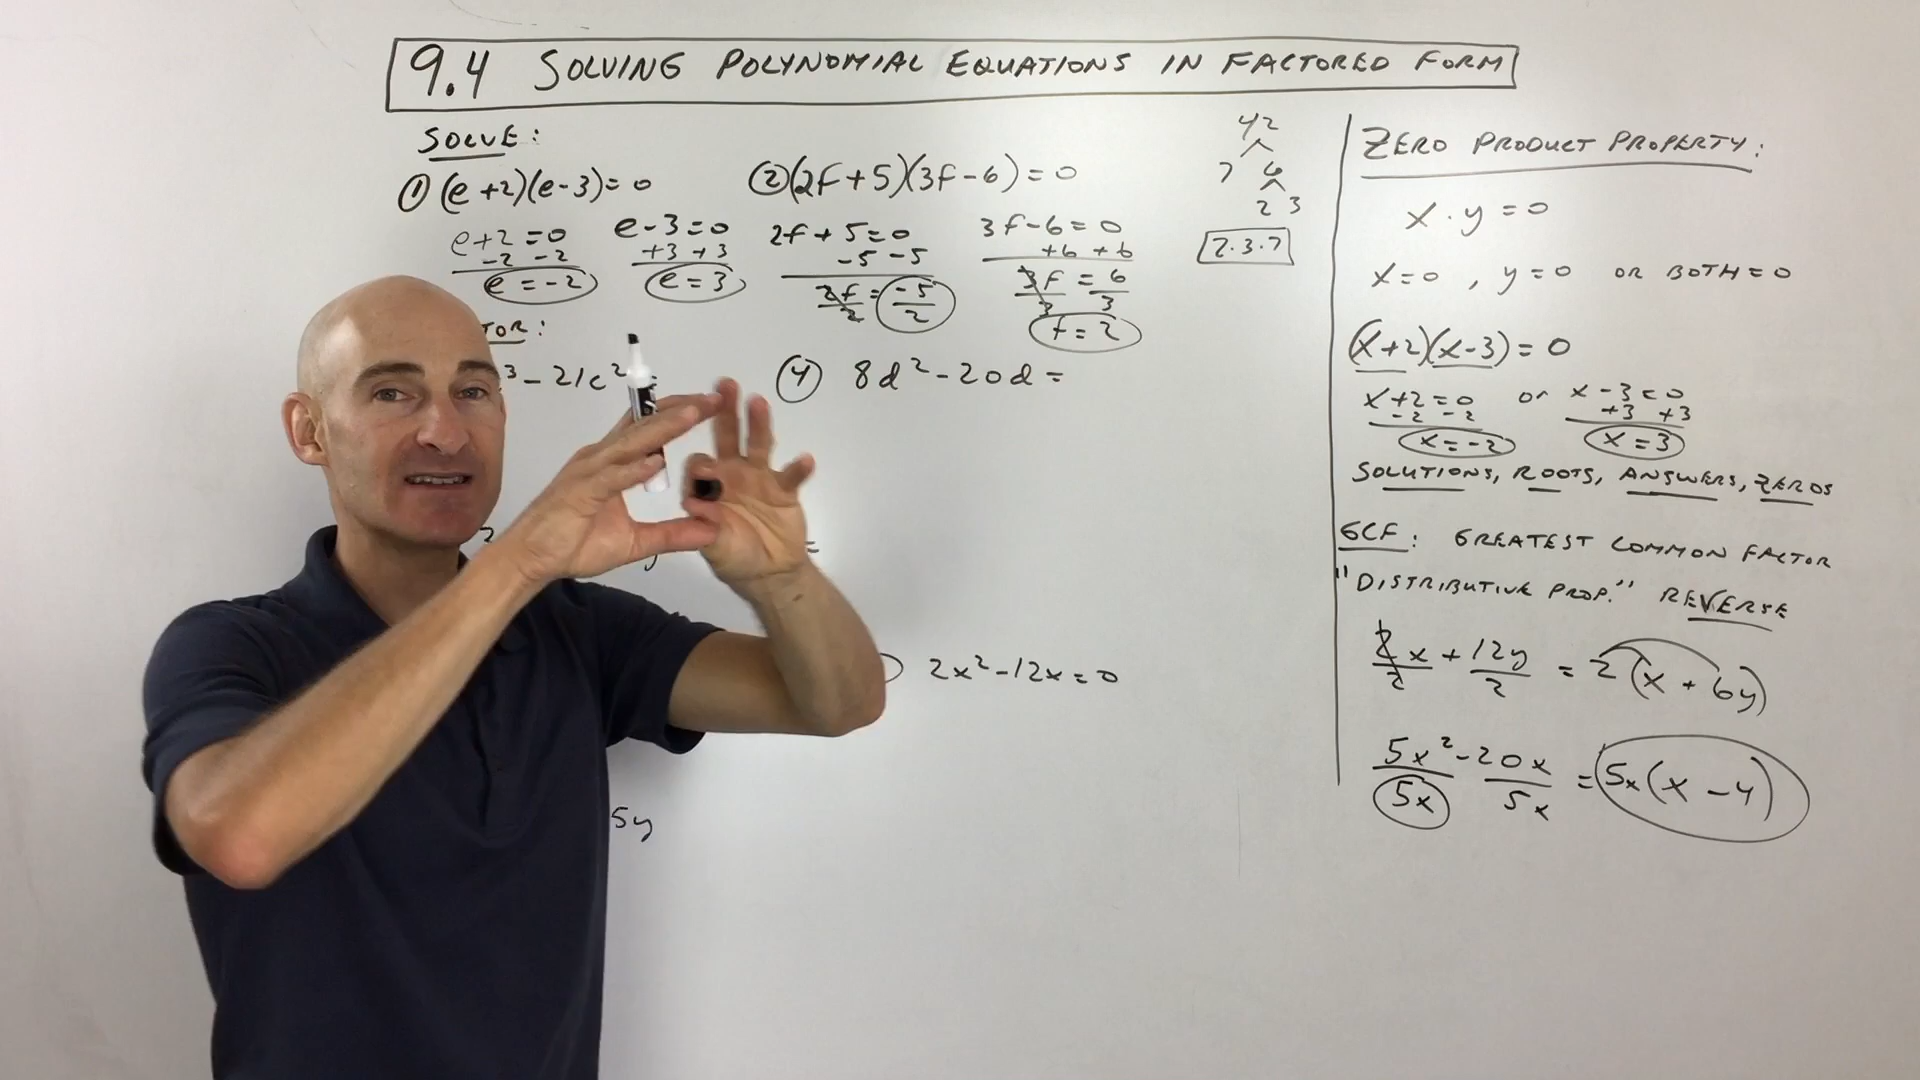 9.4 SOLVING POLYNOMIAL EQUATIONS IN FACTORED FORM
SOLVE:
① (e+2)(e-3)=0
e+2=0
-2 -2
e=-2
e-3=0
+3 +3
e=3
② (2f+5)(3f-6)=0
2f+5=0
-5 -5
2f/2 = -5/2
3f-6=0
+6 +6
3f/3 = 6/3
f=2
42
7 6
2 3
2·3·7
TOR:
³-21c²=
④ 8d²-20d=
=
2x²-12x=0
5y
ZERO PRODUCT PROPERTY:
x·y=0
x=0, y=0 OR BOTH=0
(x+2)(x-3)=0
x+2=0 or x-3=0
-2 -2 +3 +3
x=-2 x=3
SOLUTIONS, ROOTS, ANSWERS, ZEROS
GCF: GREATEST COMMON FACTOR
"DISTRIBUTIVE PROP." REVERSE
2x/2 + 12y/2 = 2(x+6y)
5x²/5x - 20x/5x = 5x(x-4)